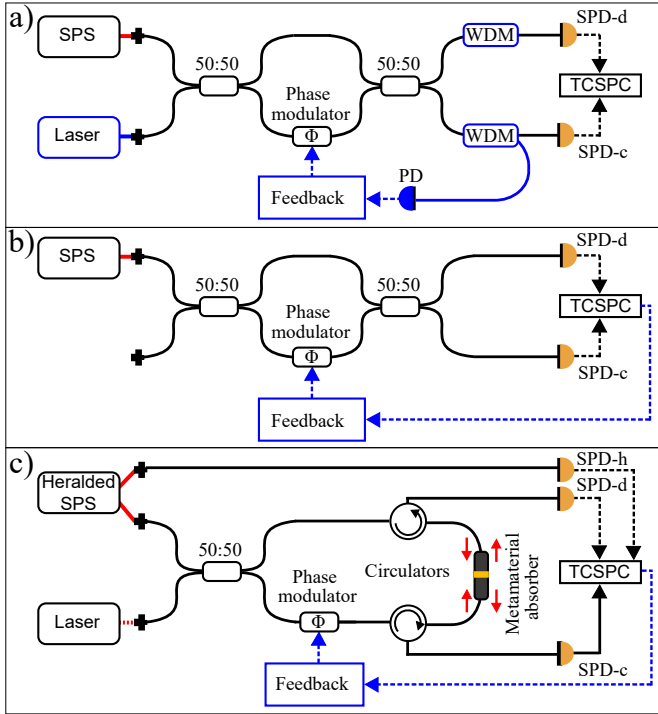 a)
SPS
50:50
50:50
WDM
SPD-d
Phase
modulator
Φ
TCSPC
Laser
WDM
SPD-c
PD
Feedback
b)
SPS
50:50
50:50
SPD-d
Phase
modulator
Φ
TCSPC
SPD-c
Feedback
c)
Heralded
SPS
SPD-h
SPD-d
50:50
Circulators
Metamaterial
absorber
TCSPC
Phase
modulator
Φ
Laser
SPD-c
Feedback